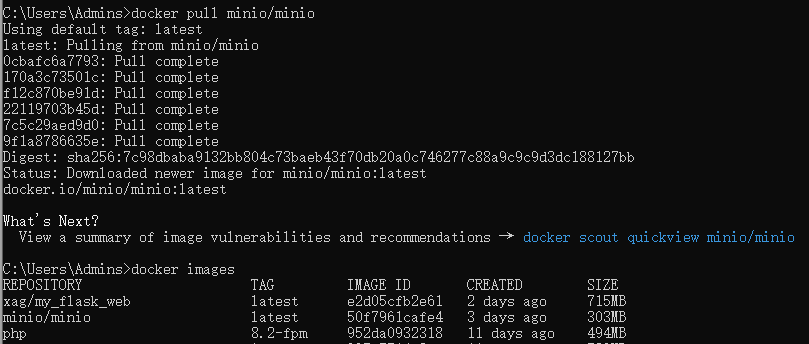 C:\Users\Admins>docker pull minio/minio
Using default tag: latest
latest: Pulling from minio/minio
0cbafc6a7793: Pull complete
170a3c73501c: Pull complete
f12c870be91d: Pull complete
22119703b45d: Pull complete
7c5c29aed9d0: Pull complete
9f1a8786635e: Pull complete
Digest: sha256:7c98dbaba9132bb804c73baeb43f70db20a0c746277c88a9c9c9d3dc188127bb
Status: Downloaded newer image for minio/minio:latest
docker.io/minio/minio:latest
What's Next?
View a summary of image vulnerabilities and recommendations → docker scout quickview minio/minio
C:\Users\Admins>docker images
REPOSITORY TAG IMAGE ID CREATED SIZE
xag/my_flask_web latest e2d05cfb2e61 2 days ago 715MB
minio/minio latest 50f7961cafe4 3 days ago 303MB
php 8.2-fpm 952da0932318 11 days ago 494MB